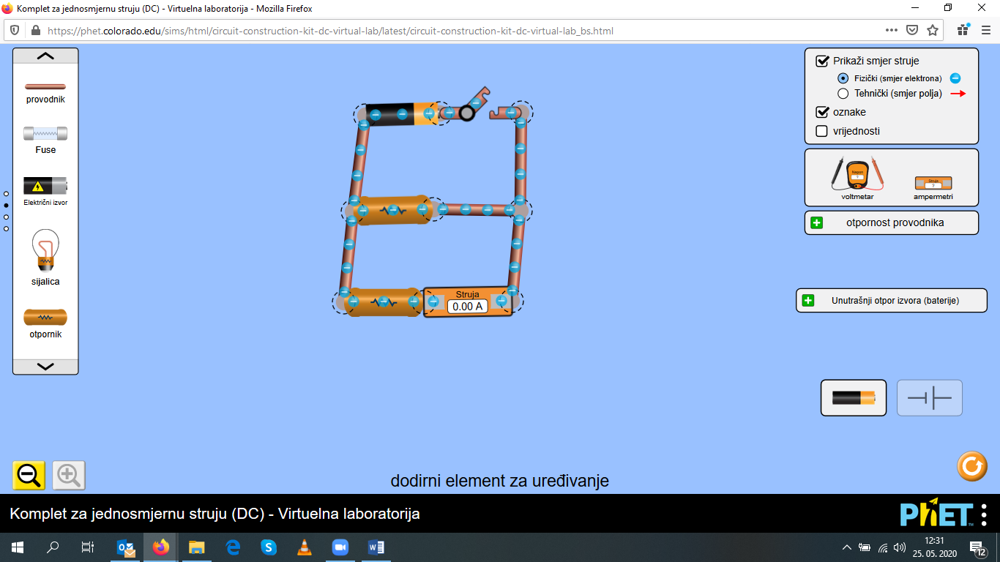 Komplet za jednosmjernu struju (DC) - Virtuelna laboratorija - Mozilla Firefox
https://phet.colorado.edu/sims/html/circuit-construction-kit-dc-virtual-lab/latest/circuit-construction-kit-dc-virtual-lab_bs.html
provodnik
Fuse
Električni izvor
sijalica
otpornik
Struja
0.00 A
Prikaži smjer struje
Fizički (smjer elektrona)
Tehnički (smjer polja)
oznake
vrijednosti
Napon
?
voltmetar
Struja
?
ampermetri
otpornost provodnika
Unutrašnji otpor izvora (baterije)
dodirni element za uređivanje
Komplet za jednosmjernu struju (DC) - Virtuelna laboratorija
PhET
12:31
25. 05. 2020
12